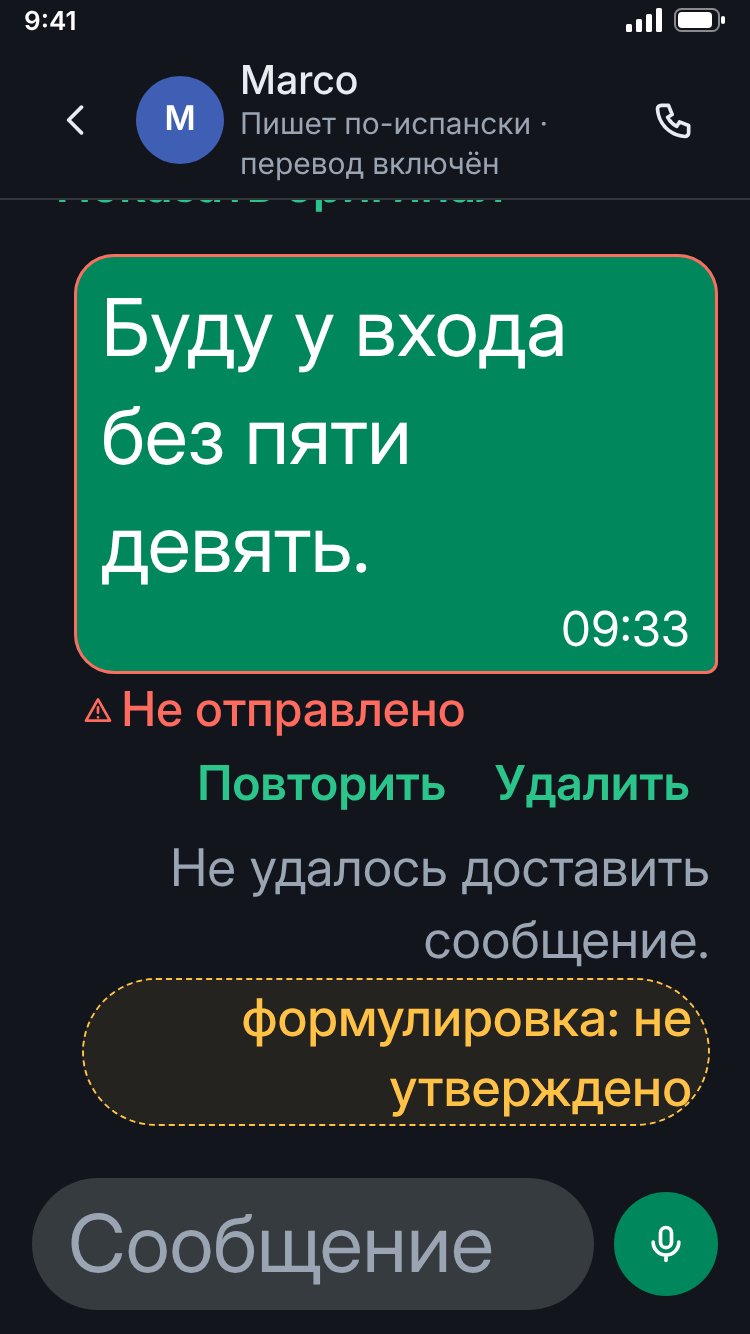 9:41
Marco
M
Пишет по-испански ·
перевод включён
Буду у входа
без пяти
девять.
09:33
Не отправлено
Повторить Удалить
Не удалось доставить
сообщение.
формулировка: не
утверждено
Сообщение